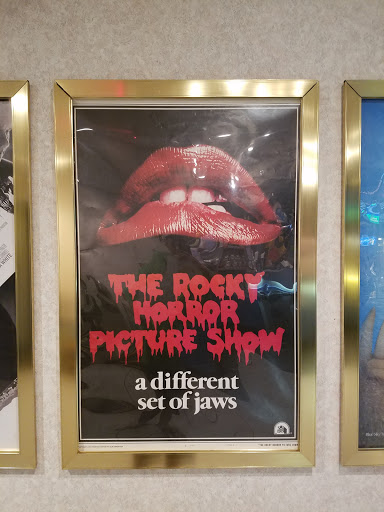 THE ROCKY
HORROR
PICTURE SHOW
a different
set of jaws